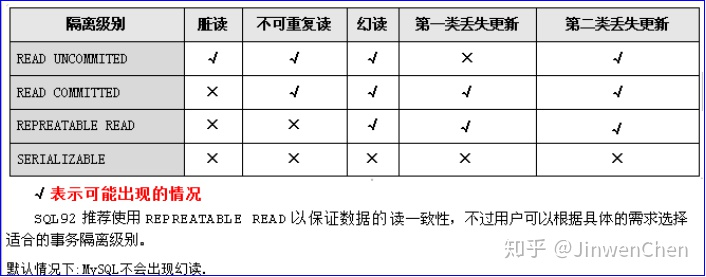 隔离级别 脏读 不可重复读 幻读 第一类丢失更新 第二类丢失更新
READ UNCOMMITED √ √ √ × √
READ COMMITTED × √ √ √ √
REPREATABLE READ × × √ √ √
SERIALIZABLE × × × × ×
√ 表示可能出现的情况
SQL92 推荐使用 REPREATABLE READ 以保证数据的读一致性，不过用户可以根据具体的需求选择
适合的事务隔离级别。
默认情况下:MySQL不会出现幻读.
知乎 @JinwenChen